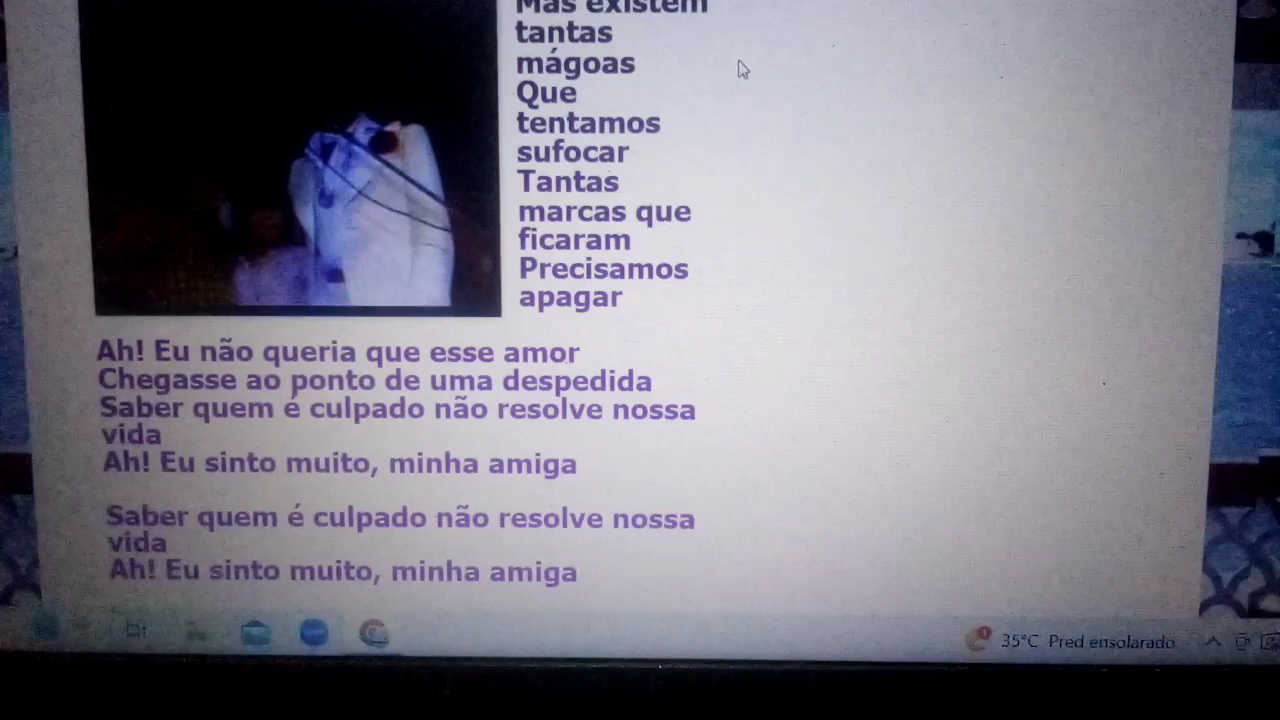 Mas existem
tantas
mágoas
Que
tentamos
sufocar
Tantas
marcas que
ficaram
Precisamos
apagar
Ah! Eu não queria que esse amor
Chegasse ao ponto de uma despedida
Saber quem é culpado não resolve nossa
vida
Ah! Eu sinto muito, minha amiga
Saber quem é culpado não resolve nossa
vida
Ah! Eu sinto muito, minha amiga
35°C Pred ensolarado